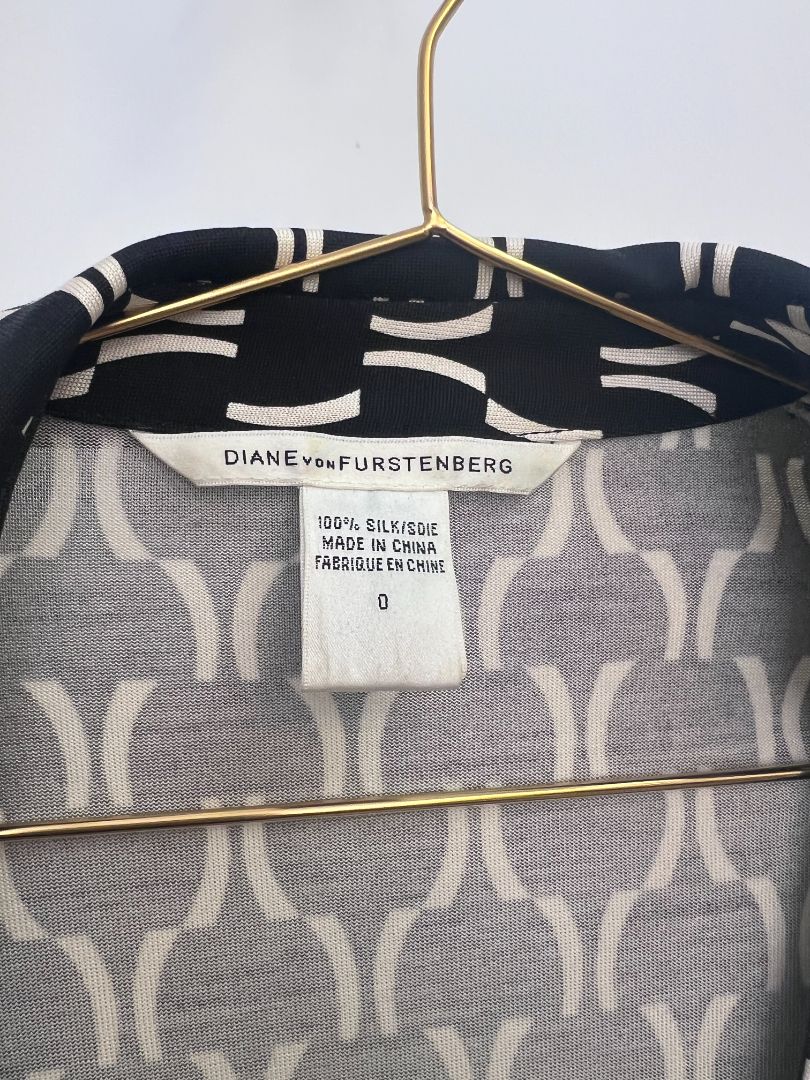 DIANE VON FURSTENBERG
100% SILK/SOIE
MADE IN CHINA
FABRIQUE EN CHINE
0